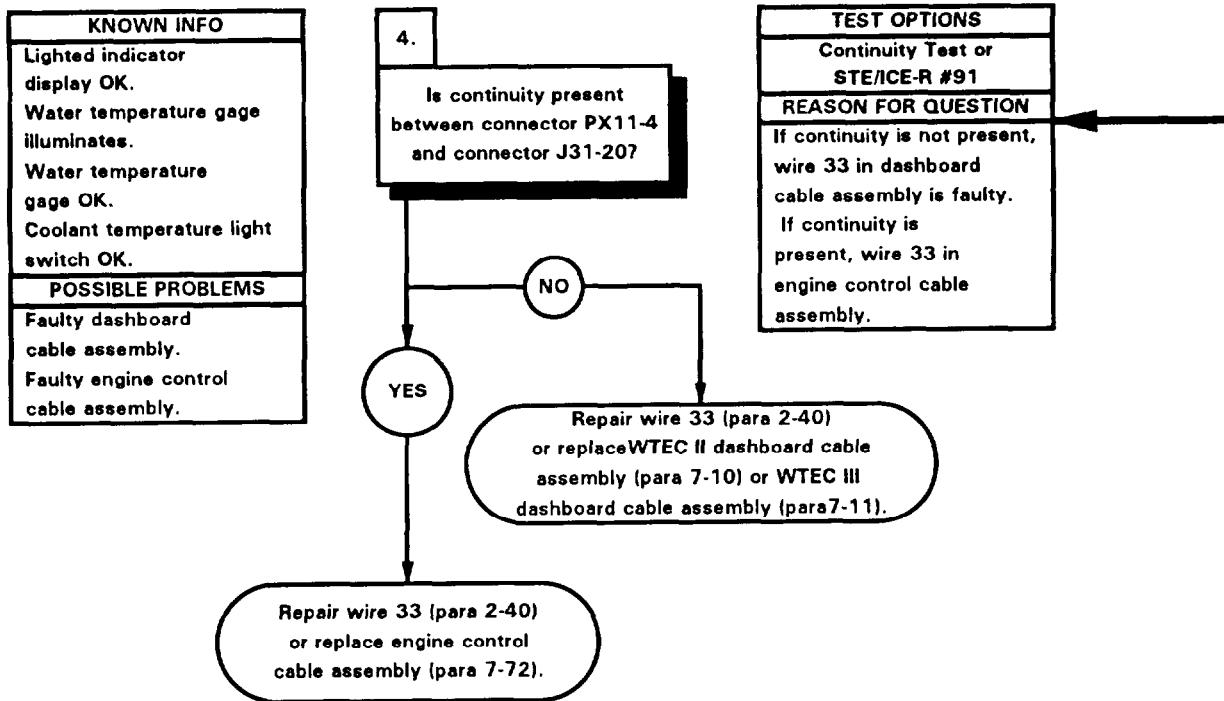 KNOWN INFO
Lighted indicator
display OK.
Water temperature gage
illuminates.
Water temperature
gage OK.
Coolant temperature light
switch OK.
POSSIBLE PROBLEMS
Faulty dashboard
cable assembly.
Faulty engine control
cable assembly.
4.
Is continuity present
between connector PX11-4
and connector J31-20?
TEST OPTIONS
Continuity Test or
STE/ICE-R #91
REASON FOR QUESTION
If continuity is not present,
wire 33 in dashboard
cable assembly is faulty.
If continuity is
present, wire 33 in
engine control cable
assembly.
NO
YES
Repair wire 33 (para 2-40)
or replaceWTEC II dashboard cable
assembly (para 7-10) or WTEC III
dashboard cable assembly (para7-11).
Repair wire 33 (para 2-40)
or replace engine control
cable assembly (para 7-72).